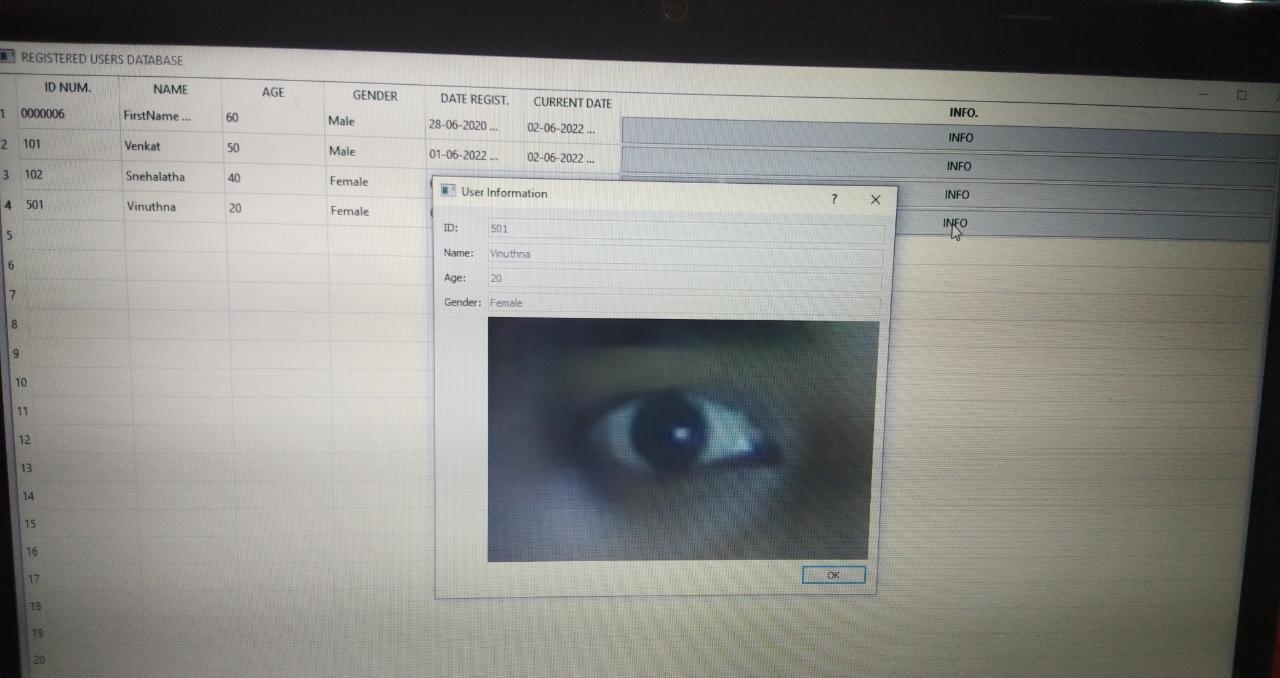 REGISTERED USERS DATABASE
ID NUM. NAME AGE GENDER DATE REGIST. CURRENT DATE INFO.
1 0000006 FirstName ... 60 Male 28-06-2020 ... 02-06-2022 ... INFO
2 101 Venkat 50 Male 01-06-2022 ... 02-06-2022 ... INFO
3 102 Snehalatha 40 Female INFO
4 501 Vinuthna 20 Female INFO
5
6
7
8
9
10
11
12
13
14
15
16
17
18
19
20
User Information ?
ID: 501
Name: Vinuthna
Age: 20
Gender: Female
OK